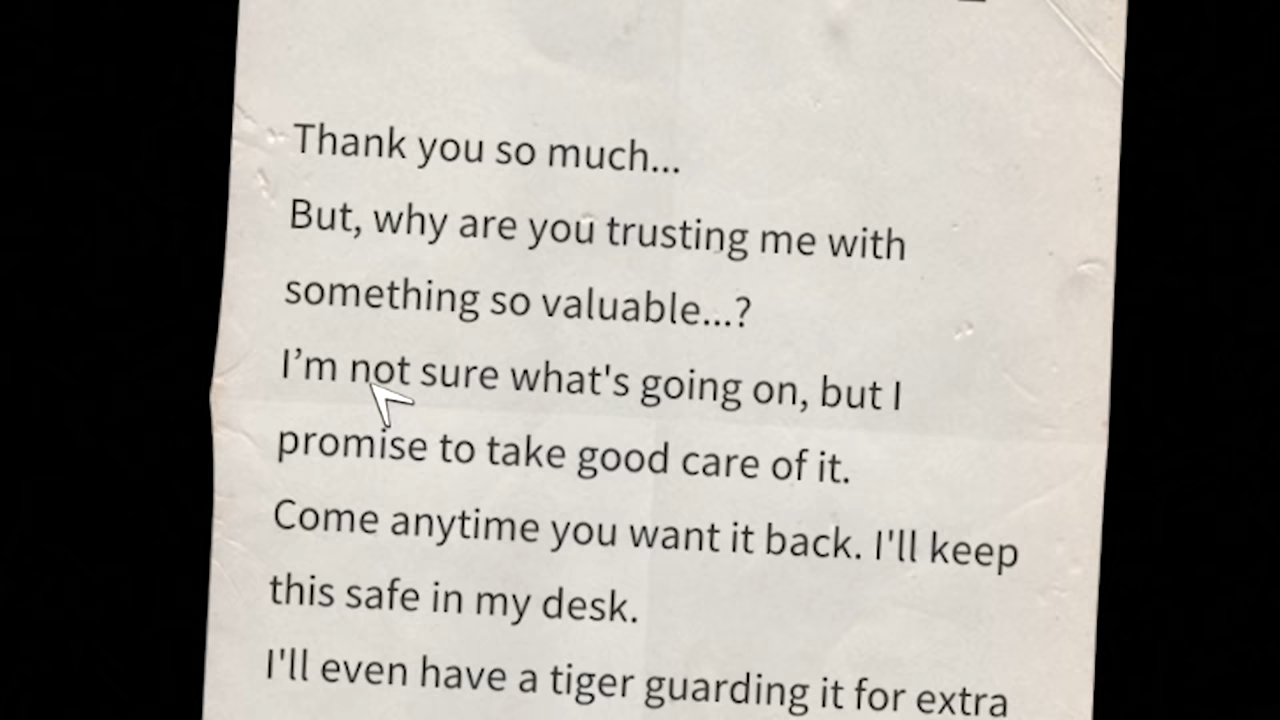 Thank you so much...
But, why are you trusting me with
something so valuable...?
I’m not sure what's going on, but I
promise to take good care of it.
Come anytime you want it back. I'll keep
this safe in my desk.
I'll even have a tiger guarding it for extra